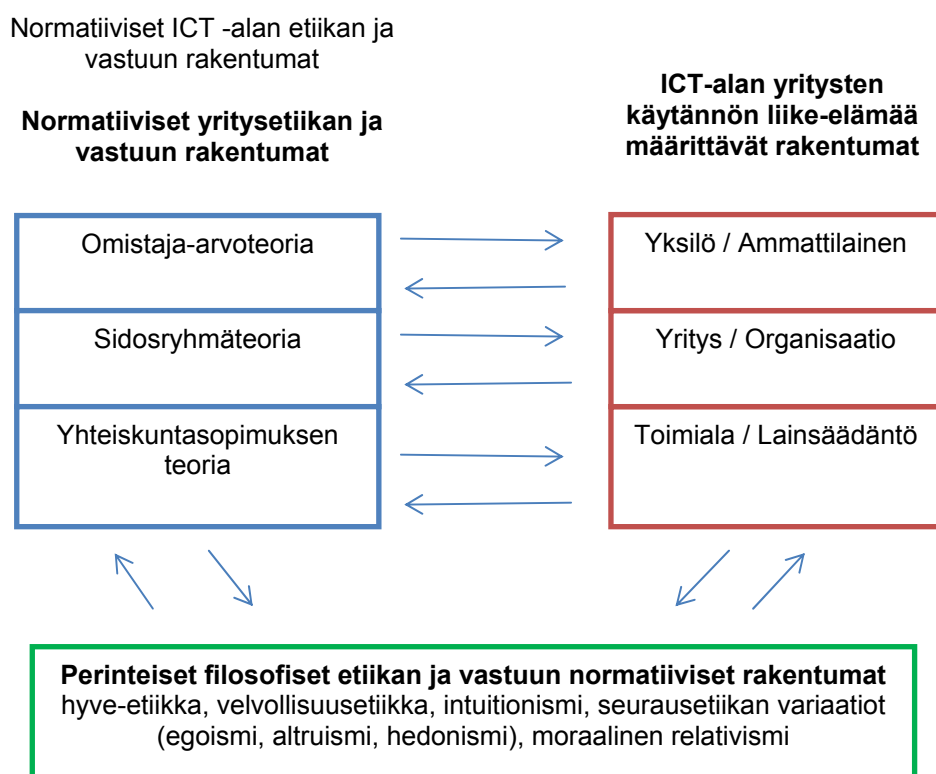 Normatiiviset ICT -alan etiikan ja
vastuun rakentumat
Normatiiviset yritysetiikan ja
vastuun rakentumat
ICT-alan yritysten
käytännön liike-elämää
määrittävät rakentumat
Omistaja-arvoteoria
Yksilö / Ammattilainen
Sidosryhmäteoria
Yritys / Organisaatio
Yhteiskuntasopimuksen
teoria
Toimiala / Lainsäädäntö
Perinteiset filosofiset etiikan ja vastuun normatiiviset rakentumat
hyve-etiikka, velvollisuusetiikka, intuitionismi, seurausetiikan variaatiot
(egoismi, altruismi, hedonismi), moraalinen relativismi